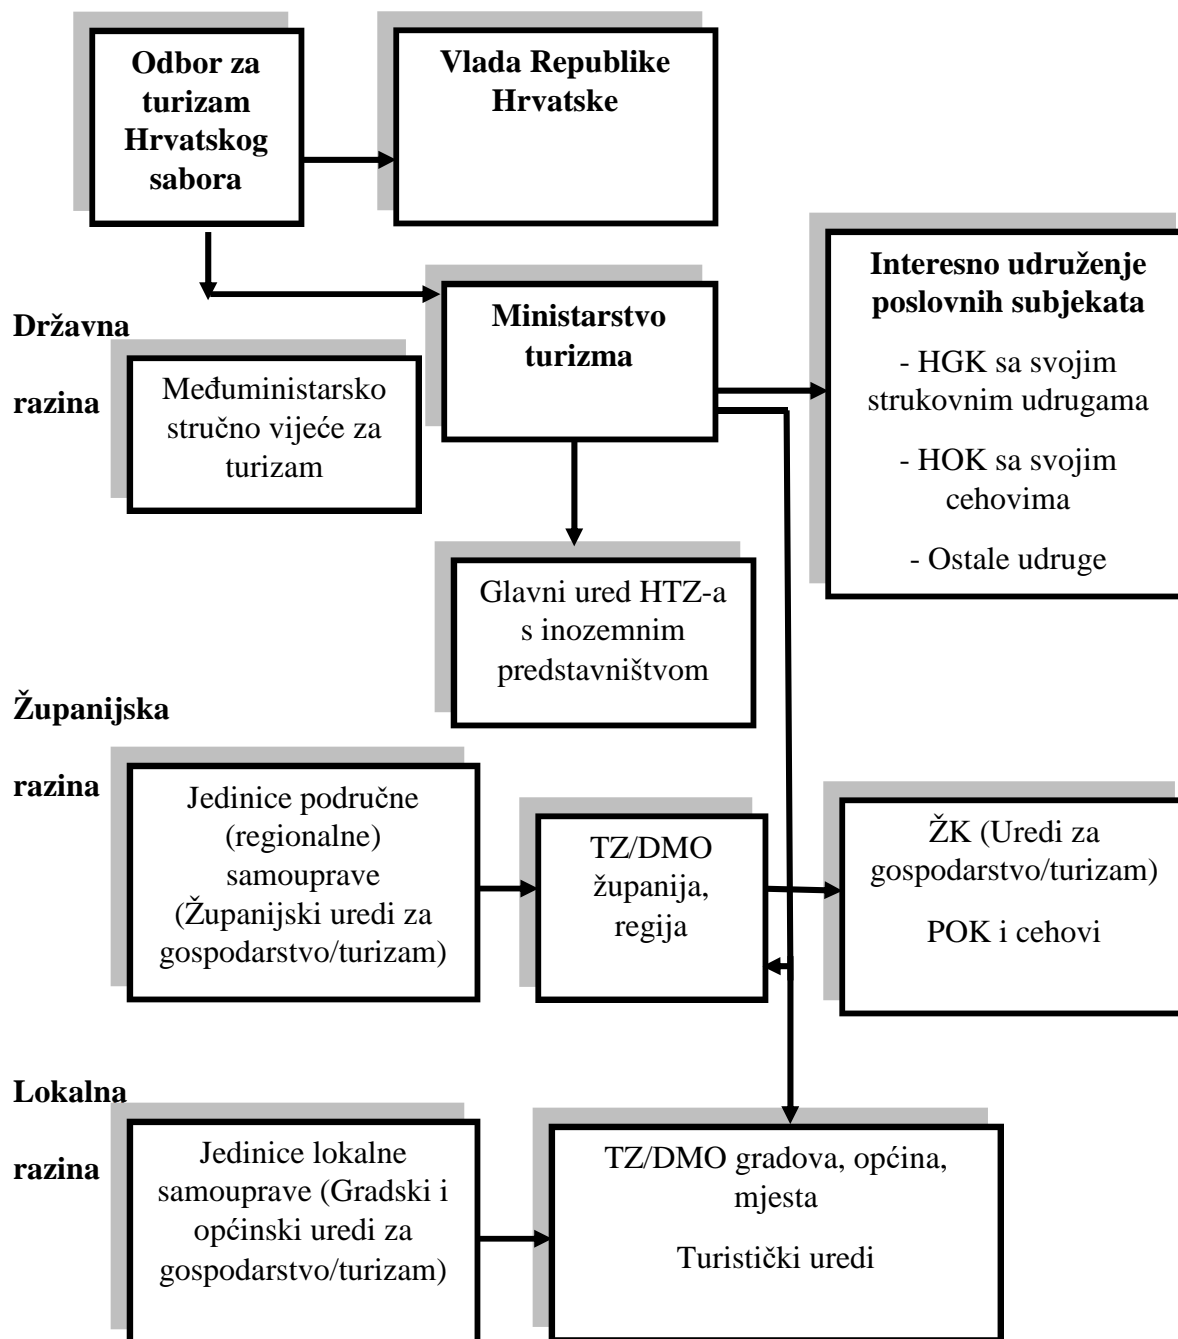 Odbor za
turizam
Hrvatskog
sabora
Vlada Republike
Hrvatske
Interesno udruženje
poslovnih subjekata
- HGK sa svojim
strukovnim udrugama
- HOK sa svojim
cehovima
- Ostale udruge
Ministarstvo
turizma
Državna
razina
Međuministarsko
stručno vijeće za
turizam
Glavni ured HTZ-a
s inozemnim
predstavništvom
Županijska
razina
Jedinice područne
(regionalne)
samouprave
(Županijski uredi za
gospodarstvo/turizam)
TZ/DMO
županija,
regija
ŽK (Uredi za
gospodarstvo/turizam)
POK i cehovi
Lokalna
razina
Jedinice lokalne
samouprave (Gradski i
općinski uredi za
gospodarstvo/turizam)
TZ/DMO gradova, općina,
mjesta
Turistički uredi